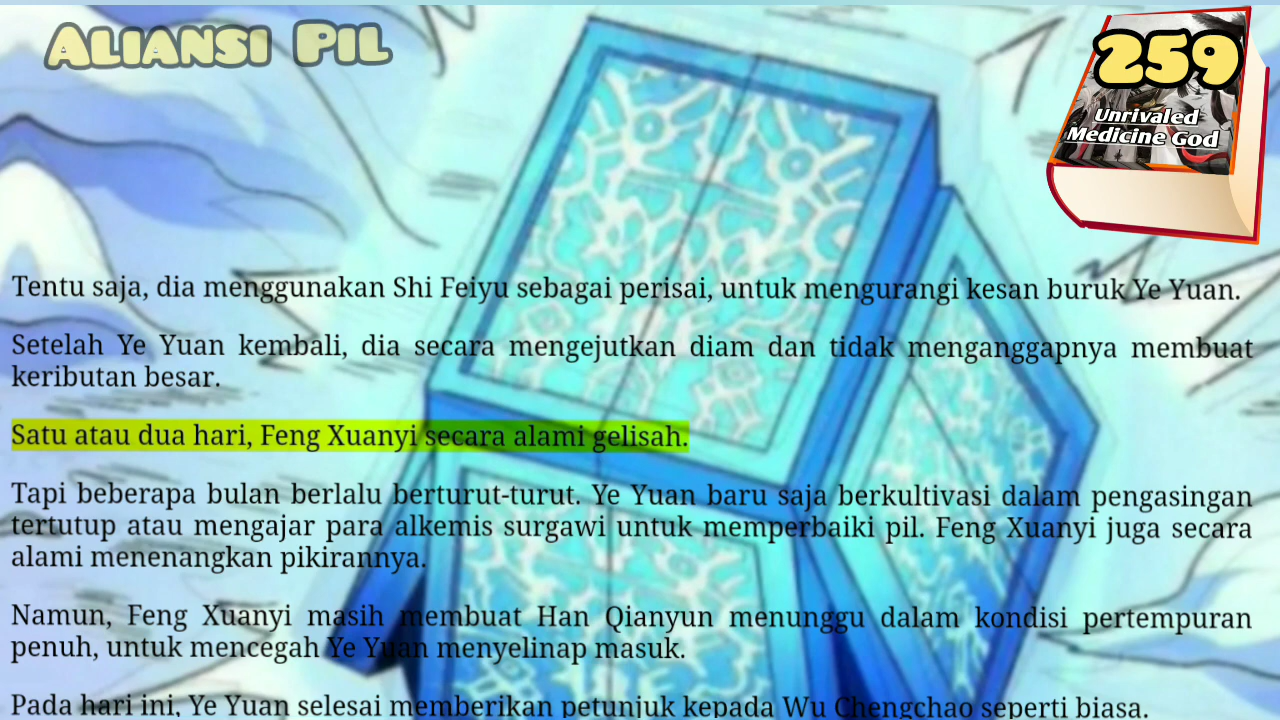 Aliansi Pil
259
Unrivaled
Medicine God
Tentu saja, dia menggunakan Shi Feiyu sebagai perisai, untuk mengurangi kesan buruk Ye Yuan.
Setelah Ye Yuan kembali, dia secara mengejutkan diam dan tidak menganggapnya membuat
keributan besar.
Satu atau dua hari, Feng Xuanyi secara alami gelisah.
Tapi beberapa bulan berlalu berturut-turut. Ye Yuan baru saja berkultivasi dalam pengasingan
tertutup atau mengajar para alkemis surgawi untuk memperbaiki pil. Feng Xuanyi juga secara
alami menenangkan pikirannya.
Namun, Feng Xuanyi masih membuat Han Qianyun menunggu dalam kondisi pertempuran
penuh, untuk mencegah Ye Yuan menyelinap masuk.
Pada hari ini, Ye Yuan selesai memberikan petunjuk kepada Wu Chengchao seperti biasa.